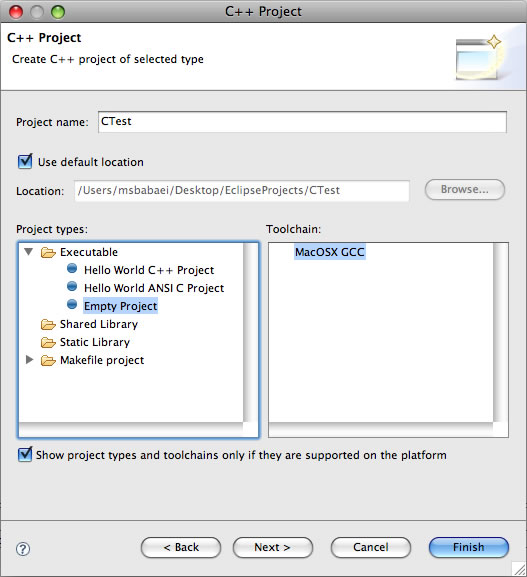 C++ Project
C++ Project
Create C++ project of selected type
Project name: CTest
Use default location
Location: /Users/msbabaei/Desktop/EclipseProjects/CTest Browse...
Project types: Toolchain:
Executable MacOSX GCC
Hello World C++ Project
Hello World ANSI C Project
Empty Project
Shared Library
Static Library
Makefile project
Show project types and toolchains only if they are supported on the platform
? < Back Next > Cancel Finish